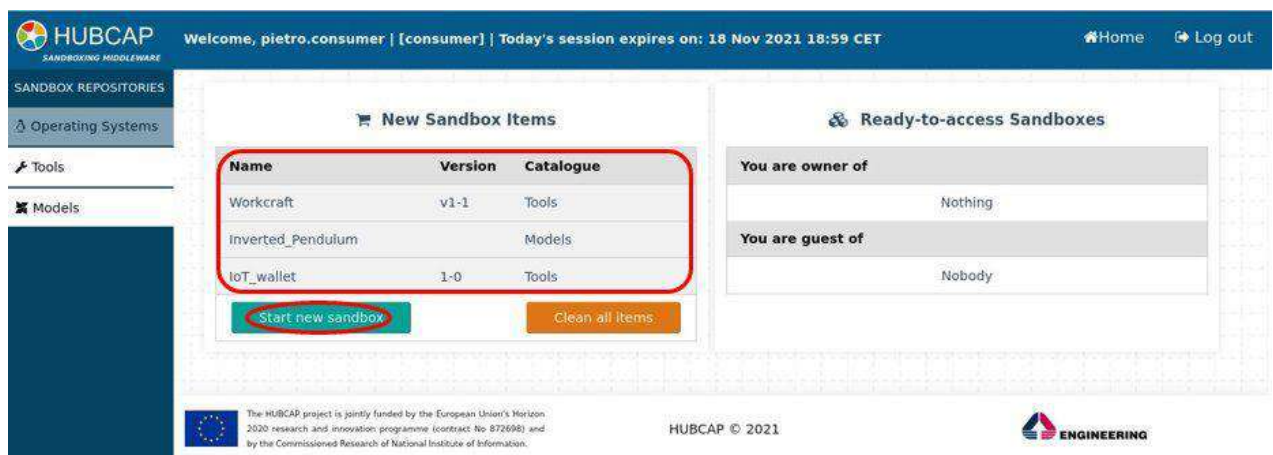 HUBCAP
SANDBOXING MIDDLEWARE
Welcome, pietro.consumer | [consumer] | Today's session expires on: 18 Nov 2021 18:59 CET
Home
Log out
SANDBOX REPOSITORIES
Operating Systems
Tools
Models
New Sandbox Items
Name Version Catalogue
Workcraft v1-1 Tools
Inverted_Pendulum Models
IoT_wallet 1-0 Tools
Start new sandbox
Clean all items
Ready-to-access Sandboxes
You are owner of
Nothing
You are guest of
Nobody
The HUBCAP project is jointly funded by the European Union's Horizon
2020 research and innovation programme (contract No 872698) and
by the Commissioned Research of National Institute of Information.
HUBCAP © 2021
ENGINEERING